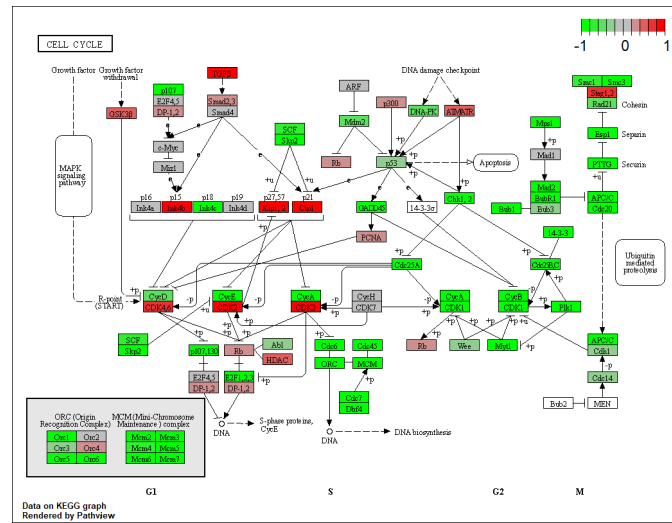 CELL CYCLE
-1 0 1
Growth factor
Growth factor
withdrawal
TGFβ
DNA damage checkpoint
Smc1 Smc3
Stag1,2
Rad21
Cohesin
p107
E2F4,5
DP-1,2
Smad2,3
Smad4
ARF
GSK3β
p300
DNA-PK
ATM/ATR
Mdm2
Mps1
Esp1
Separin
SCF
Skp2
c-Myc
Miz1
Rb
p53
Apoptosis
Mad1
PTTG
Securin
MAPK
signaling
pathway
p16 p15 p18 p19
Ink4a Ink4b Ink4c Ink4d
p27,57 p21
Kip1,2 Cip1
GADD45
14-3-3σ
Chk1, 2
Mad2
BubR1
Bub3
Bub1
APC/C
Cdc20
PCNA
14-3-3
Cdc25A
Cdc25B,C
Ubiquitin
mediated
proteolysis
R-point
(START)
CycD
CDK4,6
CycE
CDK2
CycA
CDK2
CycH
CDK7
CycA
CDK1
CycB
CDK1
Plk1
SCF
Skp2
p107,130
Rb
Abl
HDAC
Cdc6 Cdc45
ORC MCM
Rb
Wee
Myt1
APC/C
Cdh1
E2F4,5
DP-1,2
E2F1,2,3
DP-1,2
Cdc7
Dbf4
Cdc14
Bub2
MEN
DNA
S-phase proteins,
CycE
DNA
DNA biosynthesis
ORC (Origin
Recognition Complex)
MCM (Mini-Chromosome
Maintenance ) complex
Orc1 Orc2 Mcm2 Mcm3
Orc3 Orc4 Mcm4 Mcm5
Orc5 Orc6 Mcm6 Mcm7
G1 S G2 M
Data on KEGG graph
Rendered by Pathview